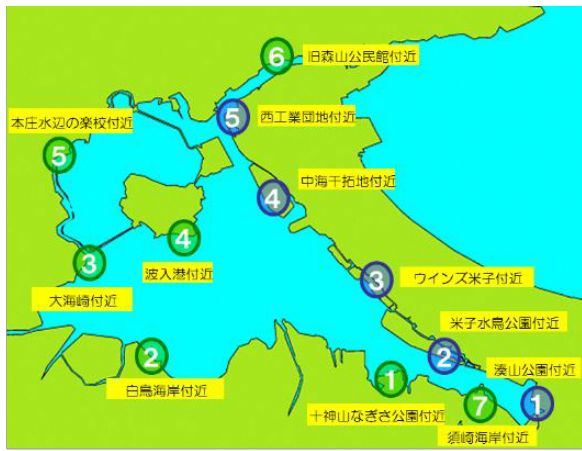 6
旧森山公民館付近
5
西工業団地付近
本庄水辺の楽校付近
5
中海干拓地付近
4
4
波入港付近
3
大海崎付近
3
ウインズ米子付近
米子水鳥公園付近
2
2
白鳥海岸付近
湊山公園付近
1
十神山なぎさ公園付近
7
須崎海岸付近
1